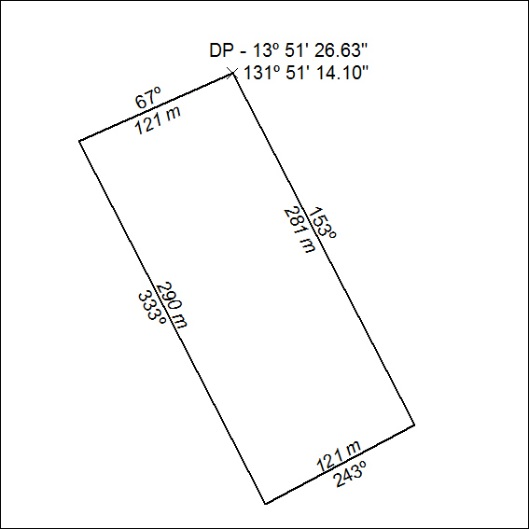 DP - 13º 51' 26.63"
131º 51' 14.10"
67º
121 m
153º
281 m
290 m
333º
121 m
243º